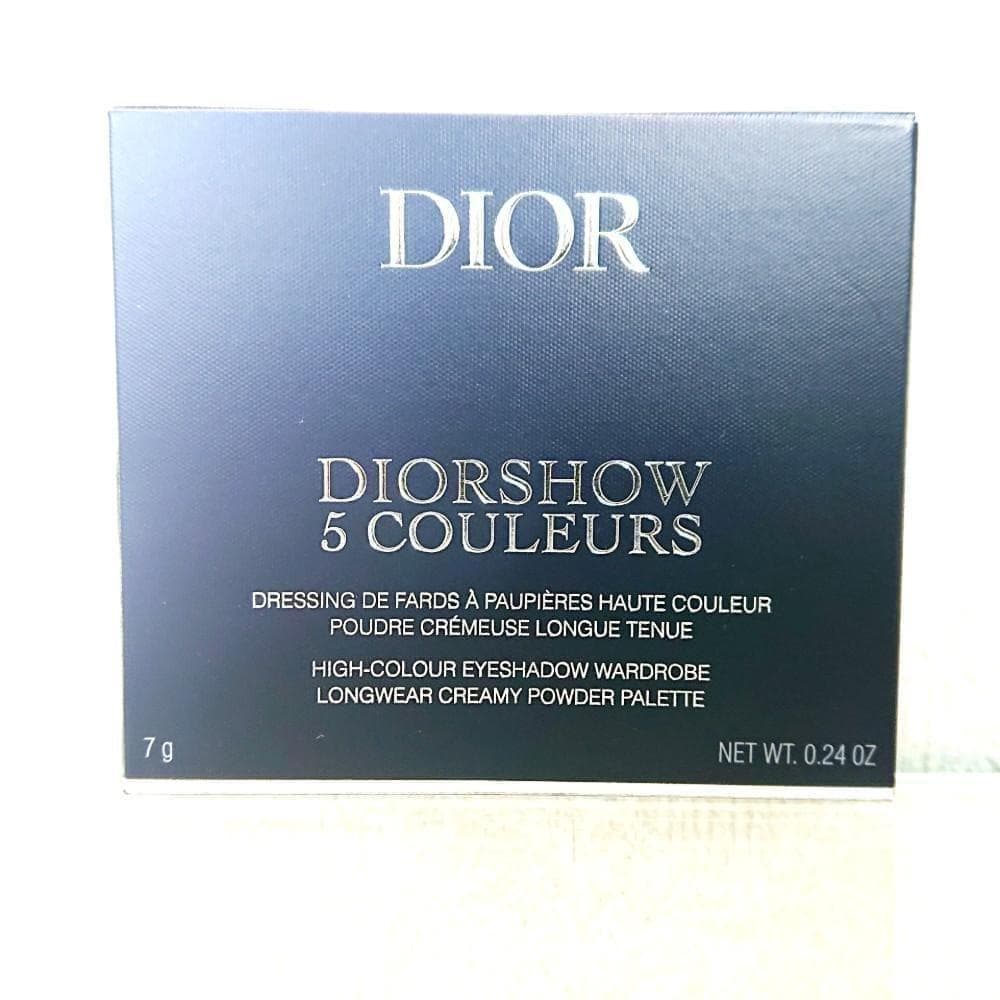 DIOR
DIORSHOW
5 COULEURS
DRESSING DE FARDS À PAUPIÈRES HAUTE COULEUR
POUDRE CRÉMEUSE LONGUE TENUE
HIGH-COLOUR EYESHADOW WARDROBE
LONGWEAR CREAMY POWDER PALETTE
7 g
NET WT. 0.24 OZ